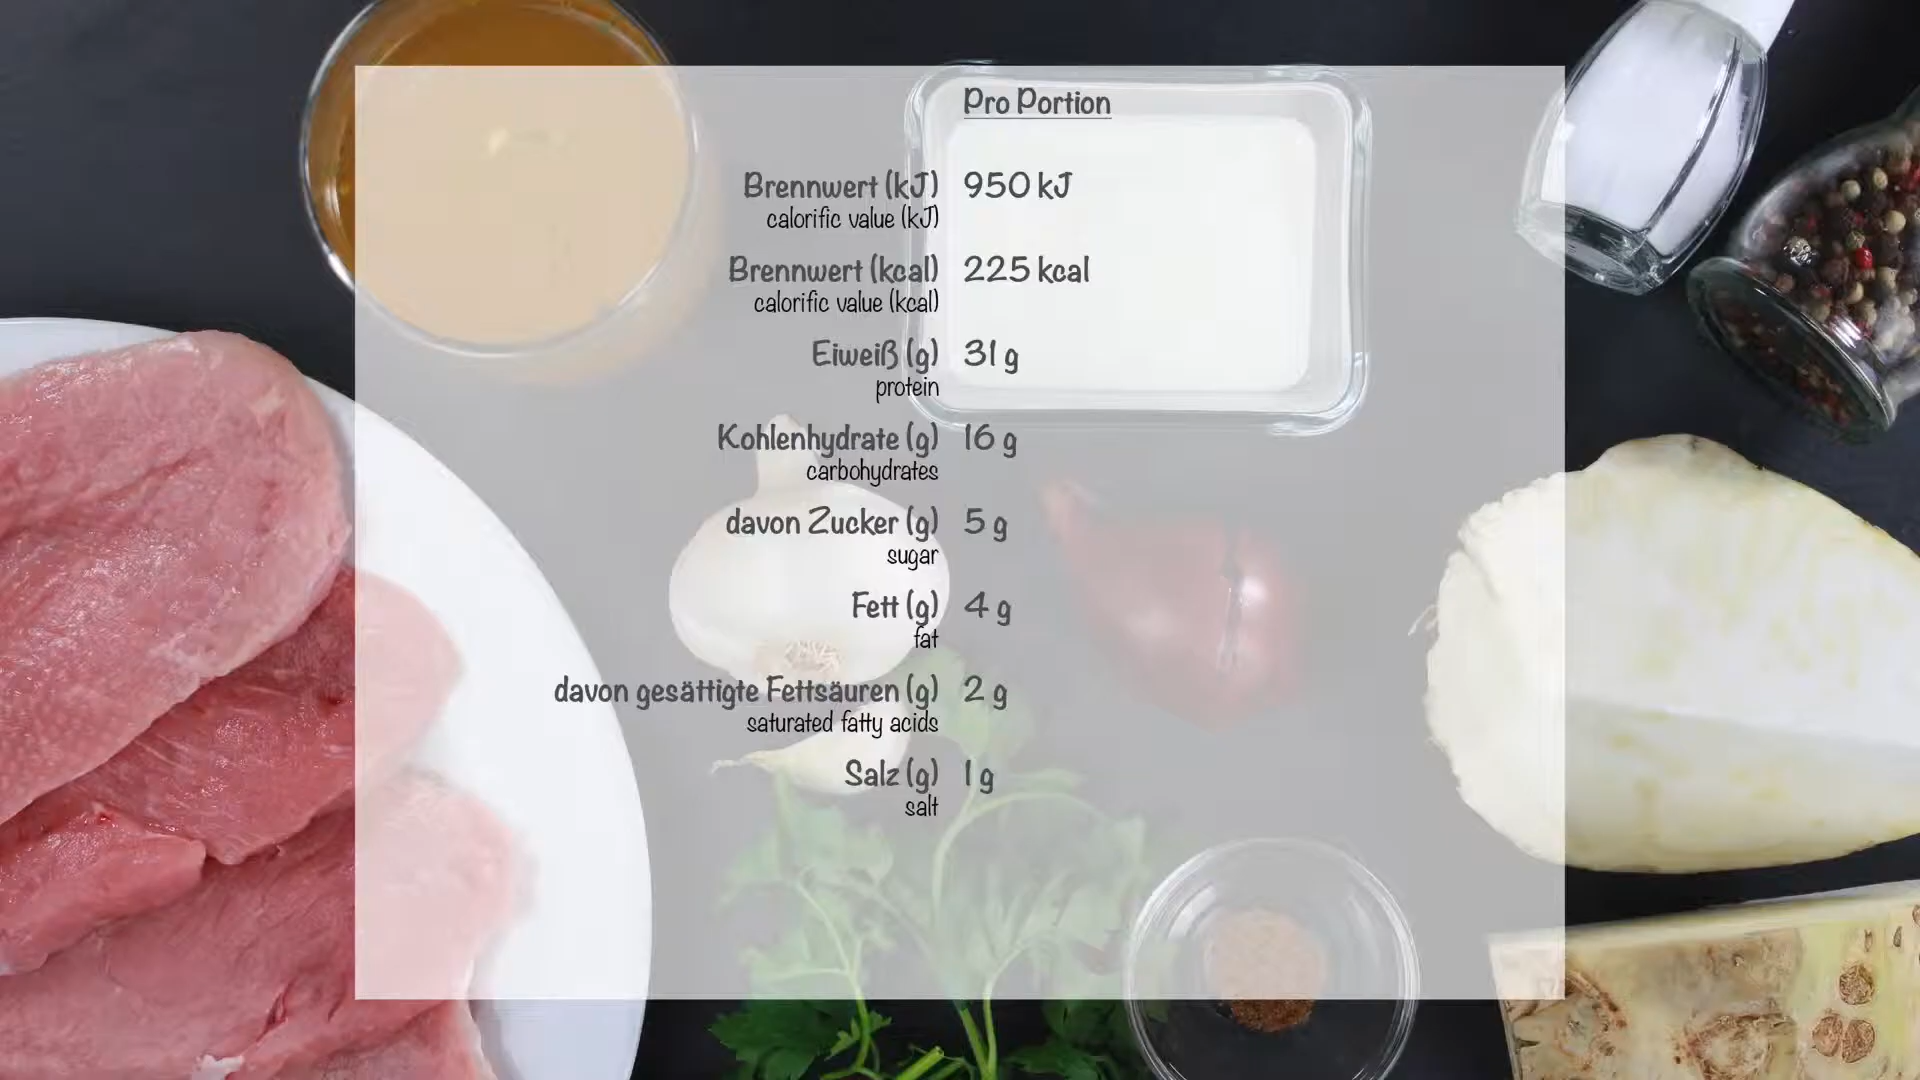 Pro Portion
Brennwert (kJ) 950 kJ
calorific value (kJ)
Brennwert (kcal) 225 kcal
calorific value (kcal)
Eiweiß (g) 31 g
protein
Kohlenhydrate (g) 16 g
carbohydrates
davon Zucker (g) 5 g
sugar
Fett (g) 4 g
fat
davon gesättigte Fettsäuren (g) 2 g
saturated fatty acids
Salz (g) 1 g
salt